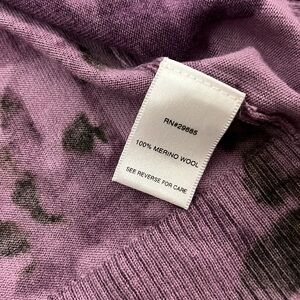 RN#29685
100% MERINO WOOL
SEE REVERSE FOR CARE